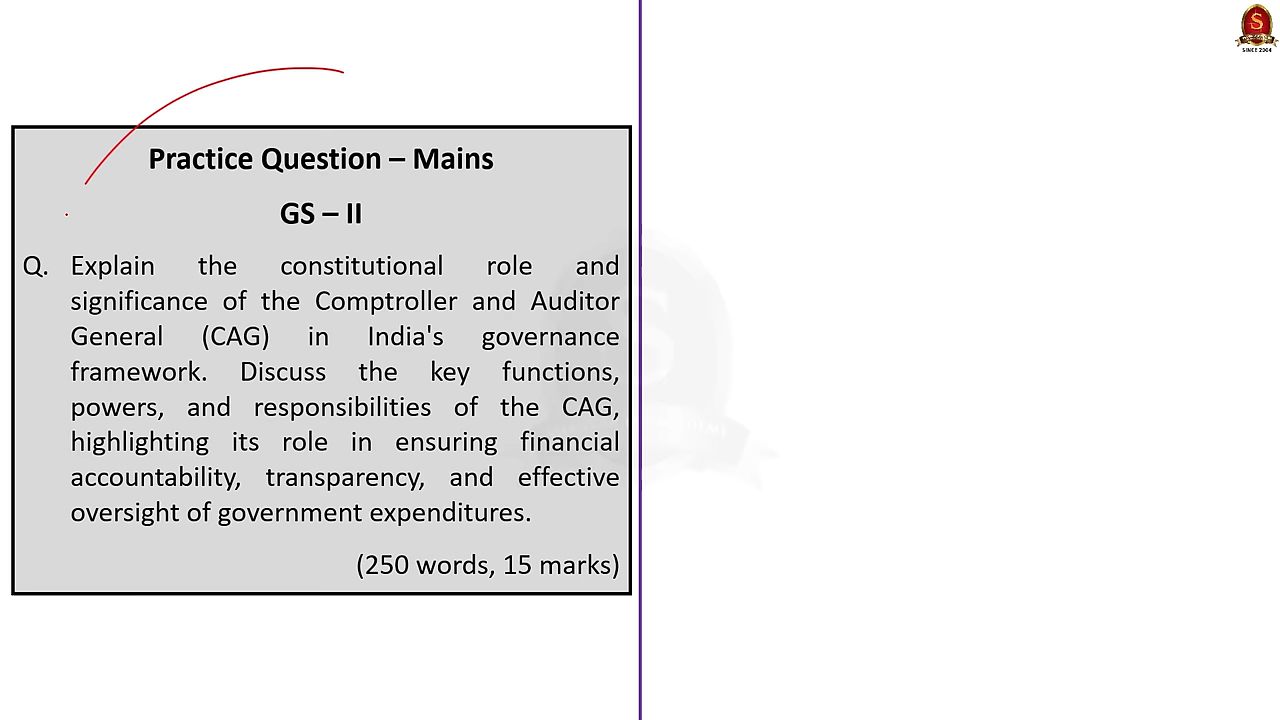 Practice Question – Mains
GS – II
Q. Explain the constitutional role and
significance of the Comptroller and Auditor
General (CAG) in India's governance
framework. Discuss the key functions,
powers, and responsibilities of the CAG,
highlighting its role in ensuring financial
accountability, transparency, and effective
oversight of government expenditures.
(250 words, 15 marks)
S
SINCE 2004